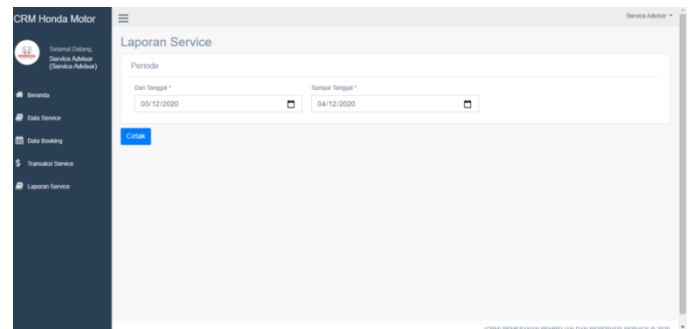 CRM Honda Motor
Service Advisor
Selamat Datang,
Service Advisor
(Service Advisor)
Beranda
Data Service
Data Booking
Transaksi Service
Laporan Service
Laporan Service
Periode
Dari Tanggal *
Sampai Tanggal *
03/12/2020
04/12/2020
Cetak